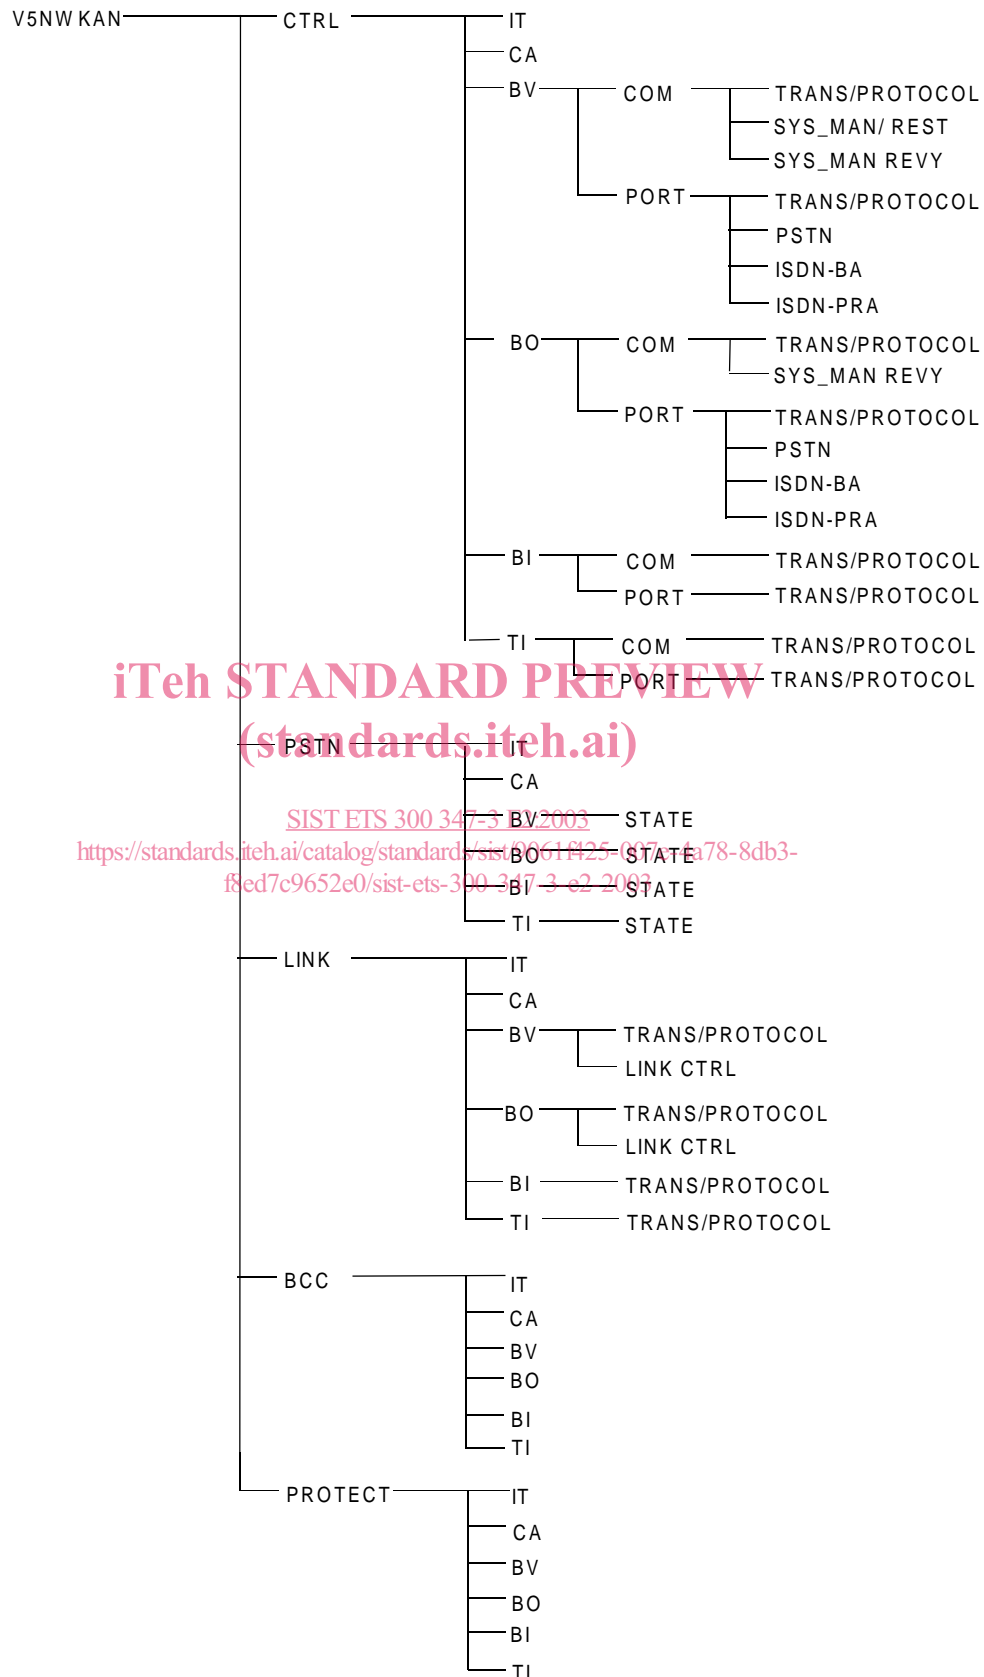 V5NWKAN CTRL IT
CA
BV COM TRANS/PROTOCOL
SYS_MAN/ REST
SYS_MAN REVY
PORT TRANS/PROTOCOL
PSTN
ISDN-BA
ISDN-PRA
BO COM TRANS/PROTOCOL
SYS_MAN REVY
PORT TRANS/PROTOCOL
PSTN
ISDN-BA
ISDN-PRA
BI COM TRANS/PROTOCOL
PORT TRANS/PROTOCOL
TI COM TRANS/PROTOCOL
PORT TRANS/PROTOCOL
iTeh STANDARD PREVIEW
(standards.iteh.ai)
PSTN IT
CA
SIST ETS 300 347-3 E2:2003
BV STATE
https://standards.iteh.ai/catalog/standards/sist/0061f425-007e-4a78-8db3-
BO STATE
f8ed7c9652e0/sist-ets-300-347-3-e2-2003
BI STATE
TI STATE
LINK IT
CA
BV TRANS/PROTOCOL
LINK CTRL
BO TRANS/PROTOCOL
LINK CTRL
BI TRANS/PROTOCOL
TI TRANS/PROTOCOL
BCC IT
CA
BV
BO
BI
TI
PROTECT IT
CA
BV
BO
BI
TI